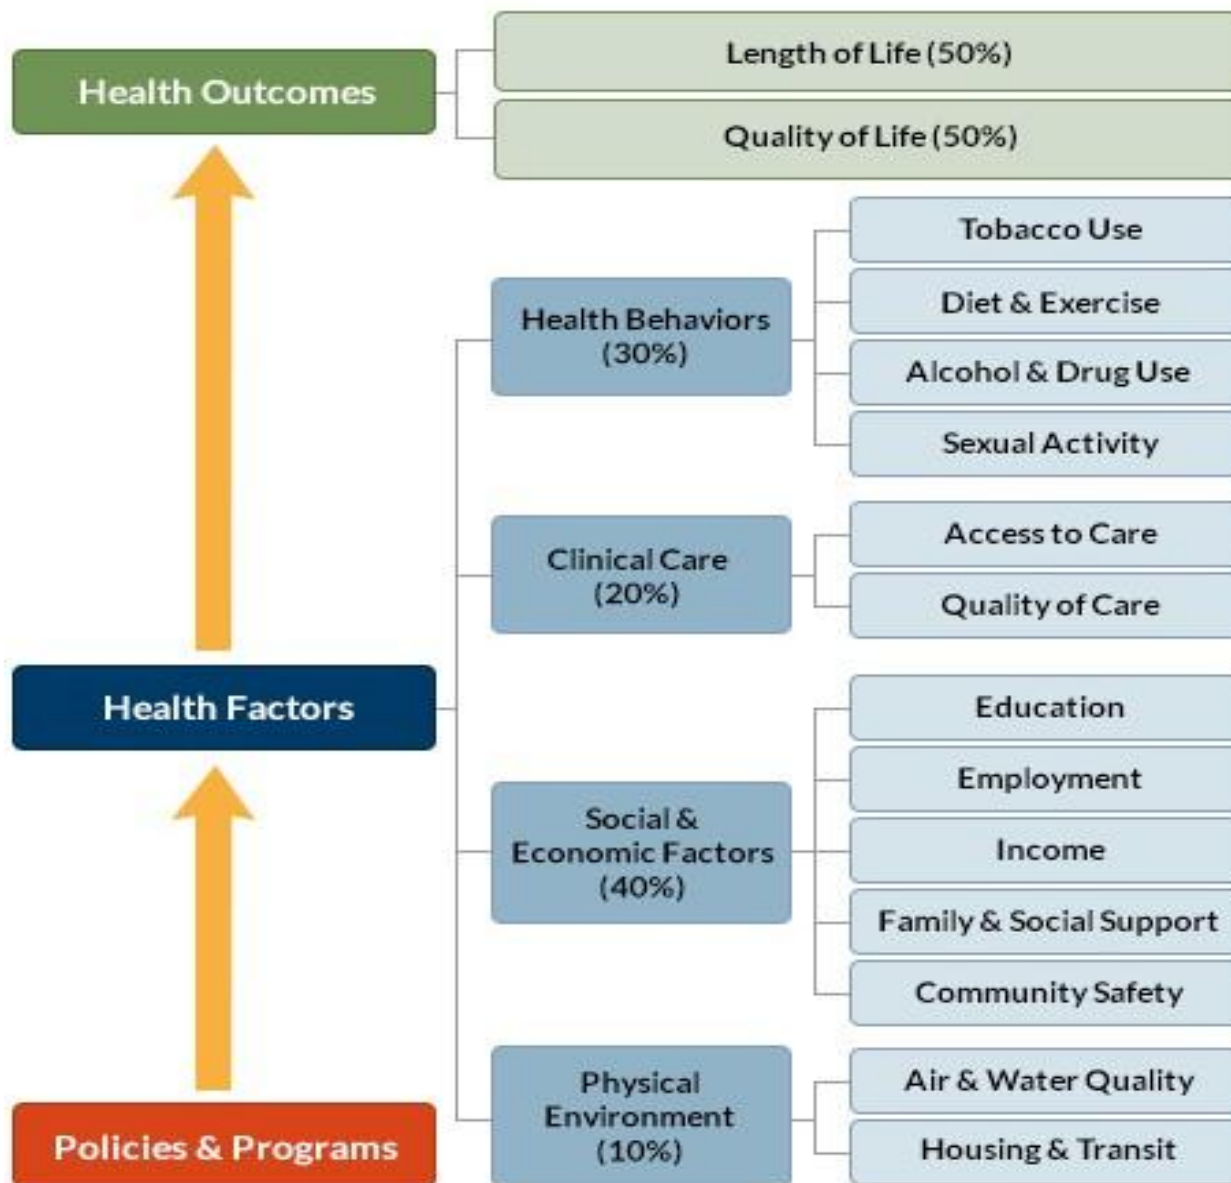 Health Outcomes
Length of Life (50%)
Quality of Life (50%)
Health Factors
Health Behaviors
(30%)
Tobacco Use
Diet & Exercise
Alcohol & Drug Use
Sexual Activity
Clinical Care
(20%)
Access to Care
Quality of Care
Social &
Economic Factors
(40%)
Education
Employment
Income
Family & Social Support
Community Safety
Physical
Environment
(10%)
Air & Water Quality
Housing & Transit
Policies & Programs